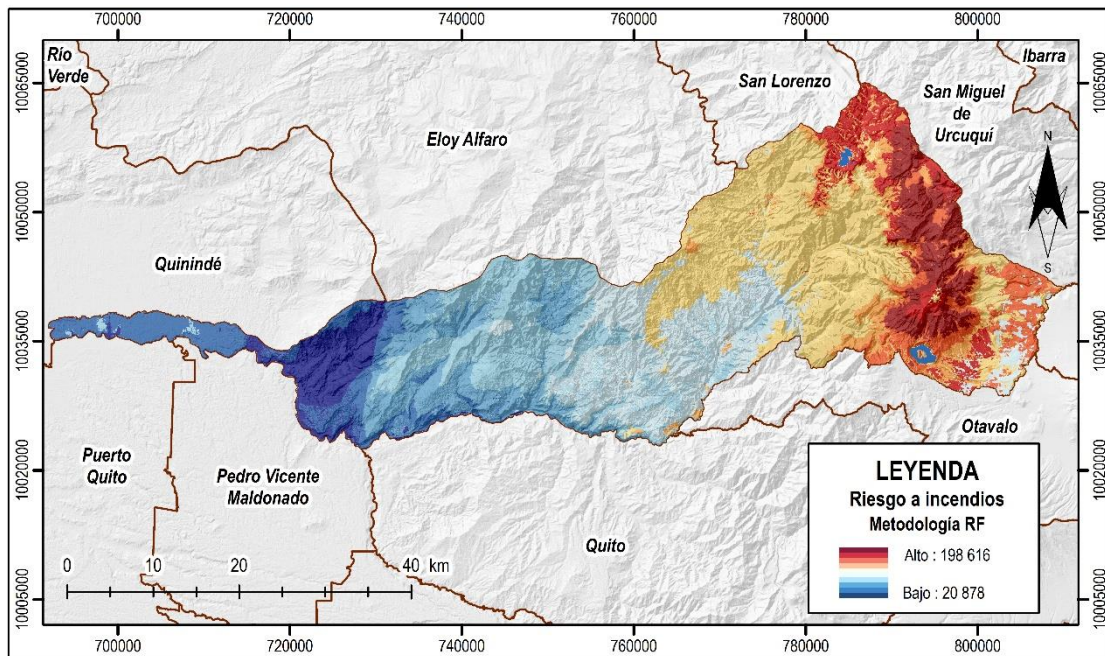 700000 720000 740000 760000 780000 800000
Río
Verde
San Lorenzo
Ibarra
San Miguel
de
Urcuquí
Eloy Alfaro
N
S
Quinindé
Puerto
Quito
Pedro Vicente
Maldonado
Quito
Otavalo
LEYENDA
Riesgo a incendios
Metodología RF
Alto : 198 616
Bajo : 20 878
0 10 20 40 km
10065000
10050000
10035000
10020000
10005000
10065000
10050000
10035000
10020000
10005000
700000 720000 740000 760000 780000 800000